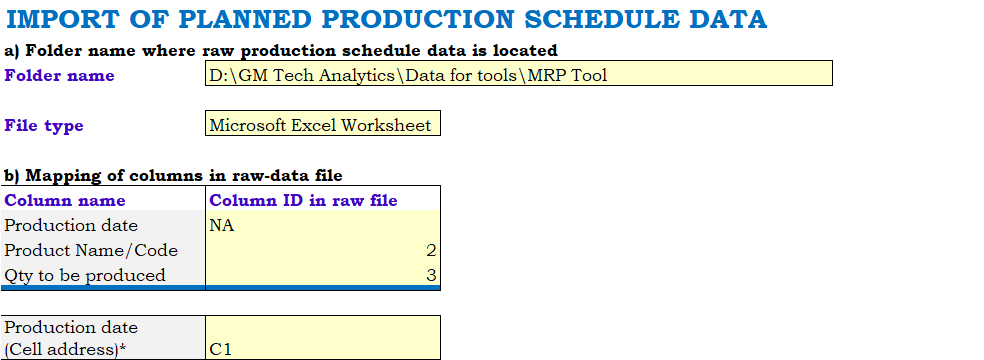 IMPORT OF PLANNED PRODUCTION SCHEDULE DATA
a) Folder name where raw production schedule data is located
Folder name D:\GM Tech Analytics\Data for tools\MRP Tool
File type Microsoft Excel Worksheet
b) Mapping of columns in raw-data file
Column name Column ID in raw file
Production date NA
Product Name/Code 2
Qty to be produced 3
Production date
(Cell address)* C1